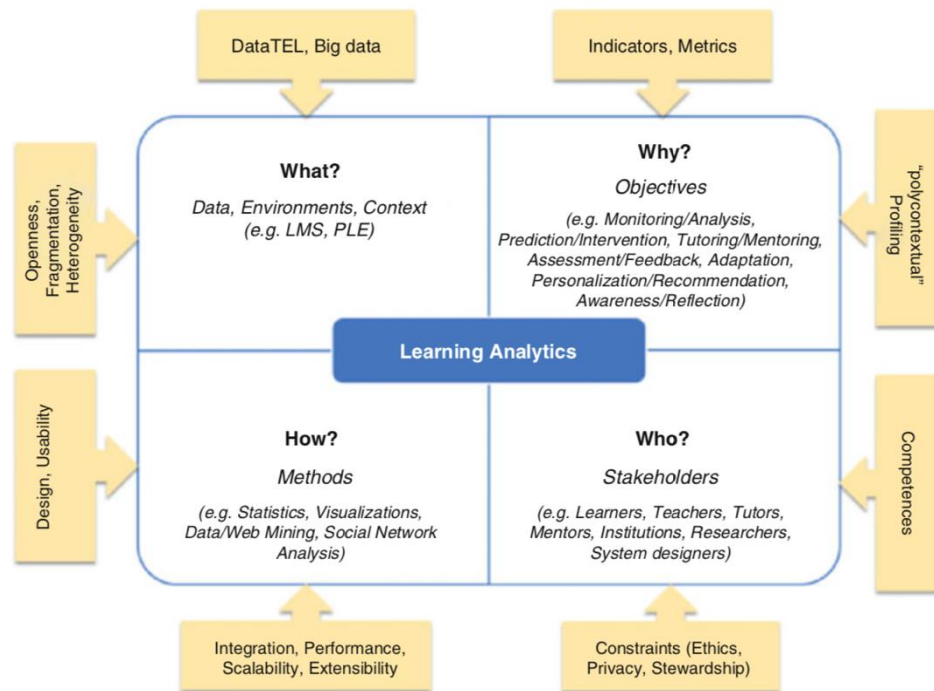 DataTEL, Big data
Indicators, Metrics
Openness,
Fragmentation,
Heterogeneity
What?
Data, Environments, Context
(e.g. LMS, PLE)
Why?
Objectives
(e.g. Monitoring/Analysis,
Prediction/Intervention, Tutoring/Mentoring,
Assessment/Feedback, Adaptation,
Personalization/Recommendation,
Awareness/Reflection)
“polycontextual”
Profiling
Learning Analytics
Design, Usability
How?
Methods
(e.g. Statistics, Visualizations,
Data/Web Mining, Social Network
Analysis)
Who?
Stakeholders
(e.g. Learners, Teachers, Tutors,
Mentors, Institutions, Researchers,
System designers)
Competences
Integration, Performance,
Scalability, Extensibility
Constraints (Ethics,
Privacy, Stewardship)